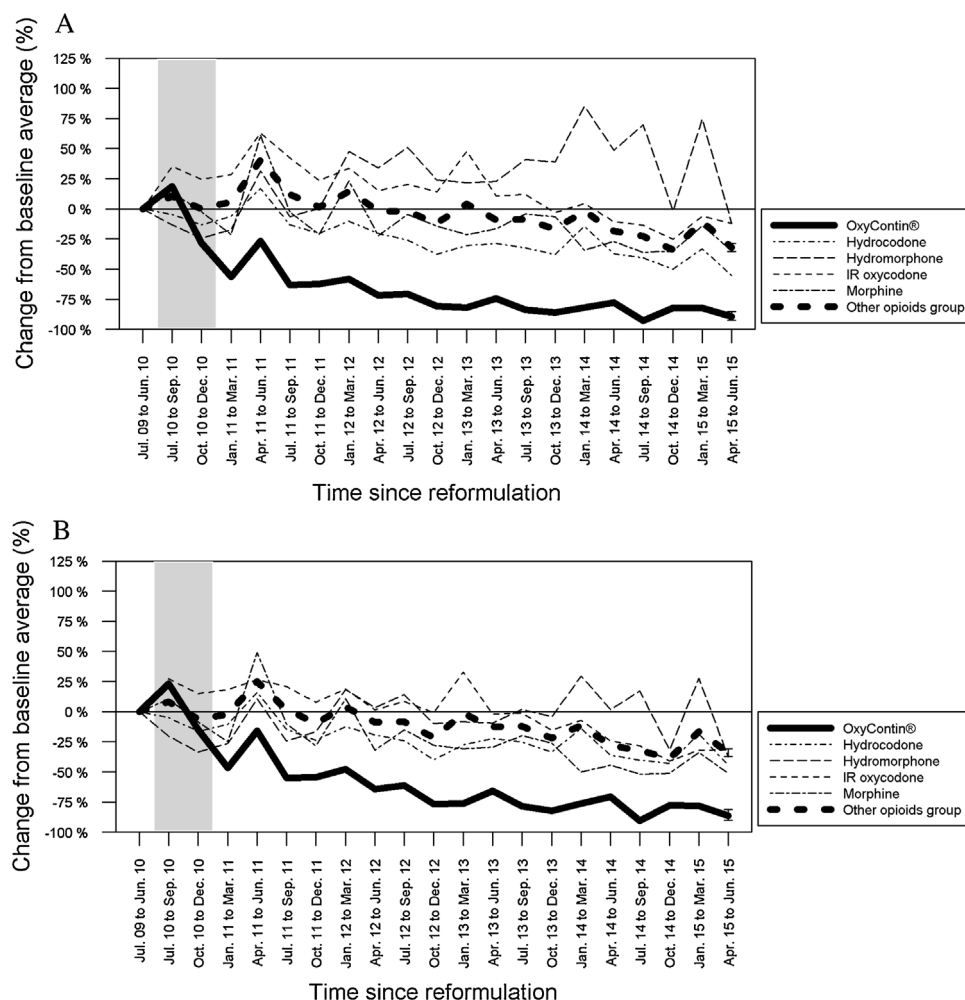 A
Change from baseline average (%)
125 %
100 %
75 %
50 %
25 %
0 %
-25 %
-50 %
-75 %
-100 %
Jul. 09 to Jun. 10
Jul. 10 to Sep. 10
Oct. 10 to Dec. 10
Jan. 11 to Mar. 11
Apr. 11 to Jun. 11
Jul. 11 to Sep. 11
Oct. 11 to Dec. 11
Jan. 12 to Mar. 12
Apr. 12 to Jun. 12
Jul. 12 to Sep. 12
Oct. 12 to Dec. 12
Jan. 13 to Mar. 13
Apr. 13 to Jun. 13
Jul. 13 to Sep. 13
Oct. 13 to Dec. 13
Jan. 14 to Mar. 14
Apr. 14 to Jun. 14
Jul. 14 to Sep. 14
Oct. 14 to Dec. 14
Jan. 15 to Mar. 15
Apr. 15 to Jun. 15
Time since reformulation
OxyContin®
Hydrocodone
Hydromorphone
IR oxycodone
Morphine
Other opioids group
B
Change from baseline average (%)
125 %
100 %
75 %
50 %
25 %
0 %
-25 %
-50 %
-75 %
-100 %
Jul. 09 to Jun. 10
Jul. 10 to Sep. 10
Oct. 10 to Dec. 10
Jan. 11 to Mar. 11
Apr. 11 to Jun. 11
Jul. 11 to Sep. 11
Oct. 11 to Dec. 11
Jan. 12 to Mar. 12
Apr. 12 to Jun. 12
Jul. 12 to Sep. 12
Oct. 12 to Dec. 12
Jan. 13 to Mar. 13
Apr. 13 to Jun. 13
Jul. 13 to Sep. 13
Oct. 13 to Dec. 13
Jan. 14 to Mar. 14
Apr. 14 to Jun. 14
Jul. 14 to Sep. 14
Oct. 14 to Dec. 14
Jan. 15 to Mar. 15
Apr. 15 to Jun. 15
Time since reformulation
OxyContin®
Hydrocodone
Hydromorphone
IR oxycodone
Morphine
Other opioids group